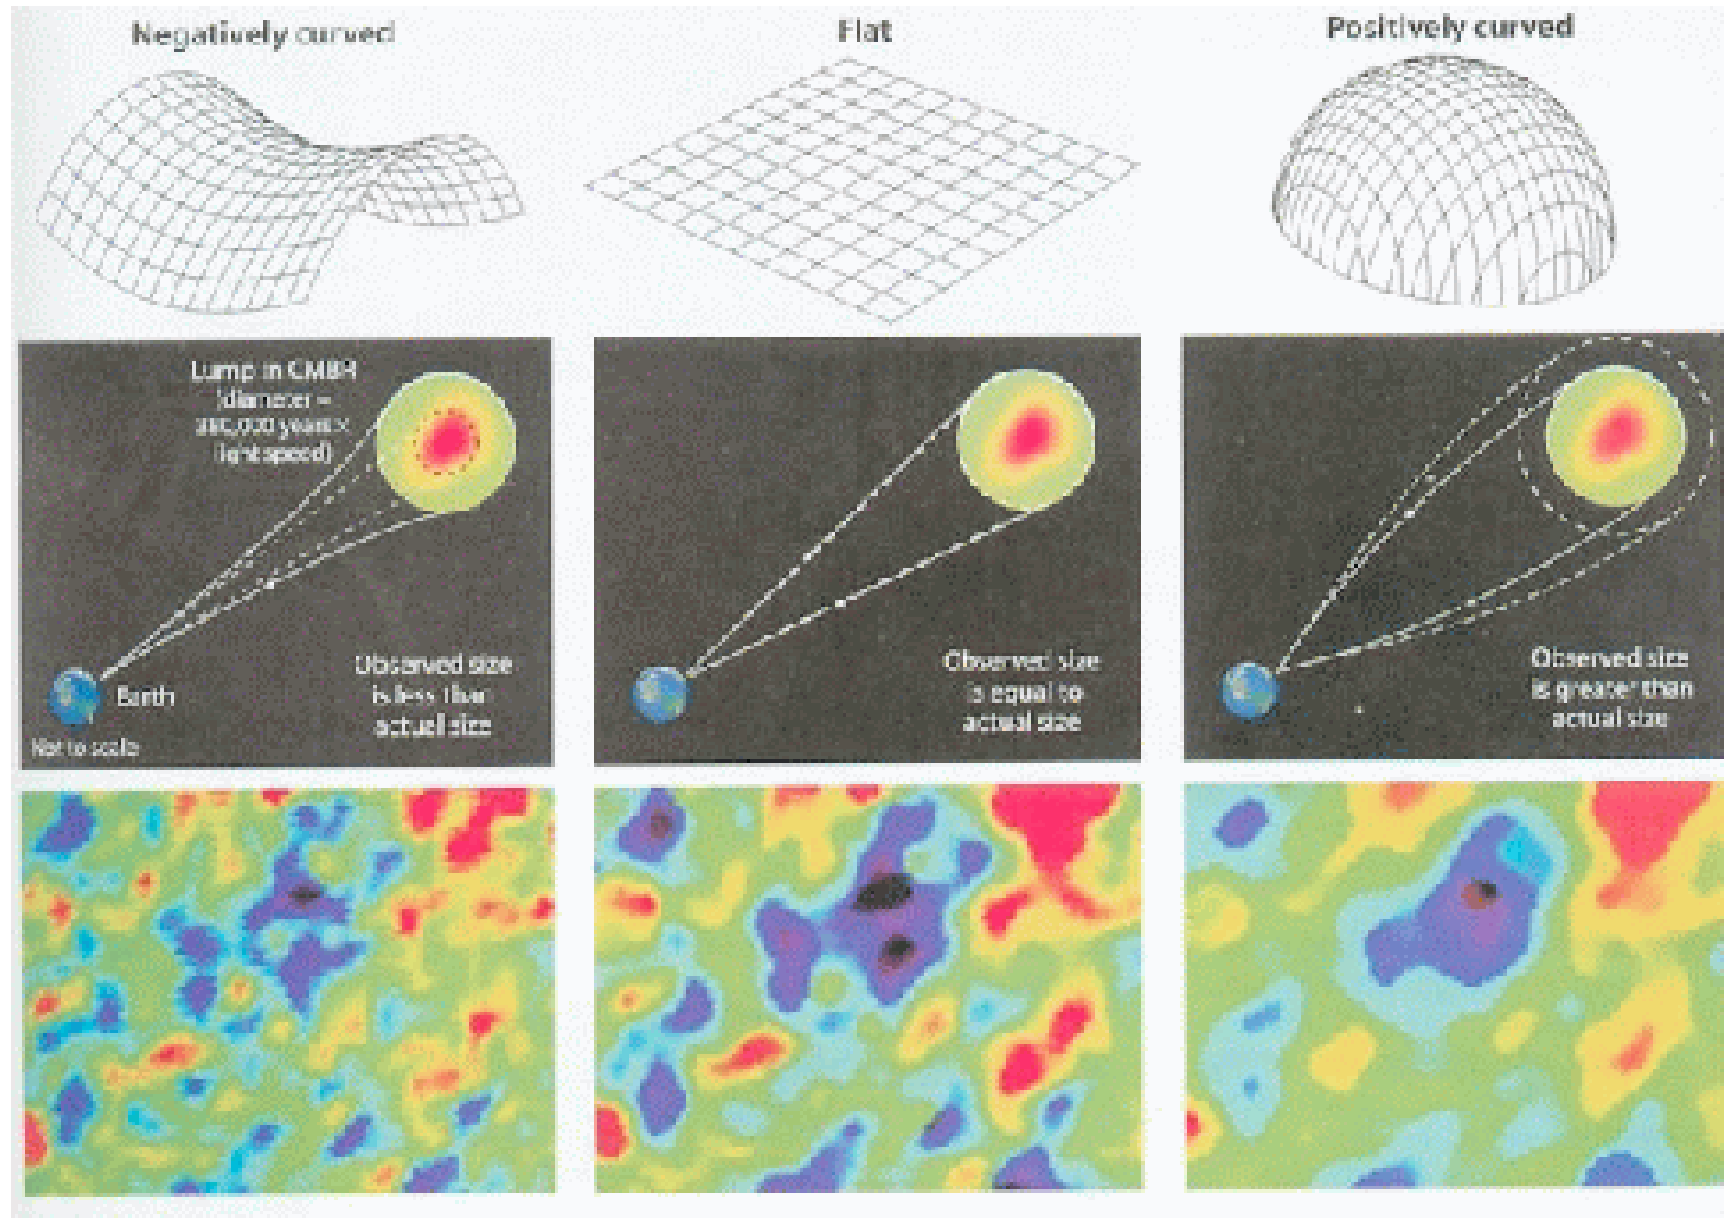 Negatively curved
Flat
Positively curved
Lump in CMBR
(diameter =
380,000 years ×
lightspeed)
Earth
Not to scale
Observed size
is less than
actual size
Observed size
is equal to
actual size
Observed size
is greater than
actual size